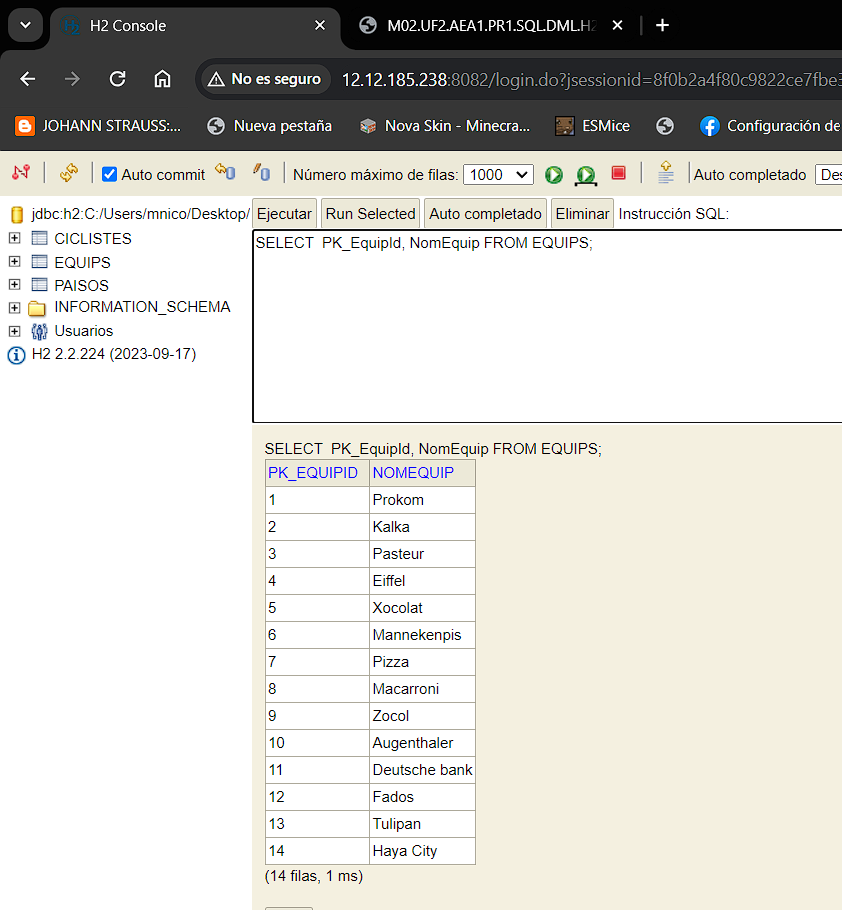 H2 Console
M02.UF2.AEA1.PR1.SQL.DML.H2
No es seguro 12.12.185.238:8082/login.do?jsessionid=8f0b2a4f80c9822ce7fbe3
JOHANN STRAUSS:... Nueva pestaña Nova Skin - Minecra... ESMice Configuración de
Auto commit Número máximo de filas: 1000 Auto completado Des
jdbc:h2:C:/Users/mnico/Desktop/
CICLISTES
EQUIPS
PAISOS
INFORMATION_SCHEMA
Usuarios
H2 2.2.224 (2023-09-17)
Ejecutar Run Selected Auto completado Eliminar Instrucción SQL:
SELECT  PK_EquipId, NomEquip FROM EQUIPS;
SELECT  PK_EquipId, NomEquip FROM EQUIPS;
PK_EQUIPID NOMEQUIP
1 Prokom
2 Kalka
3 Pasteur
4 Eiffel
5 Xocolat
6 Mannekenpis
7 Pizza
8 Macarroni
9 Zocol
10 Augenthaler
11 Deutsche bank
12 Fados
13 Tulipan
14 Haya City
(14 filas, 1 ms)